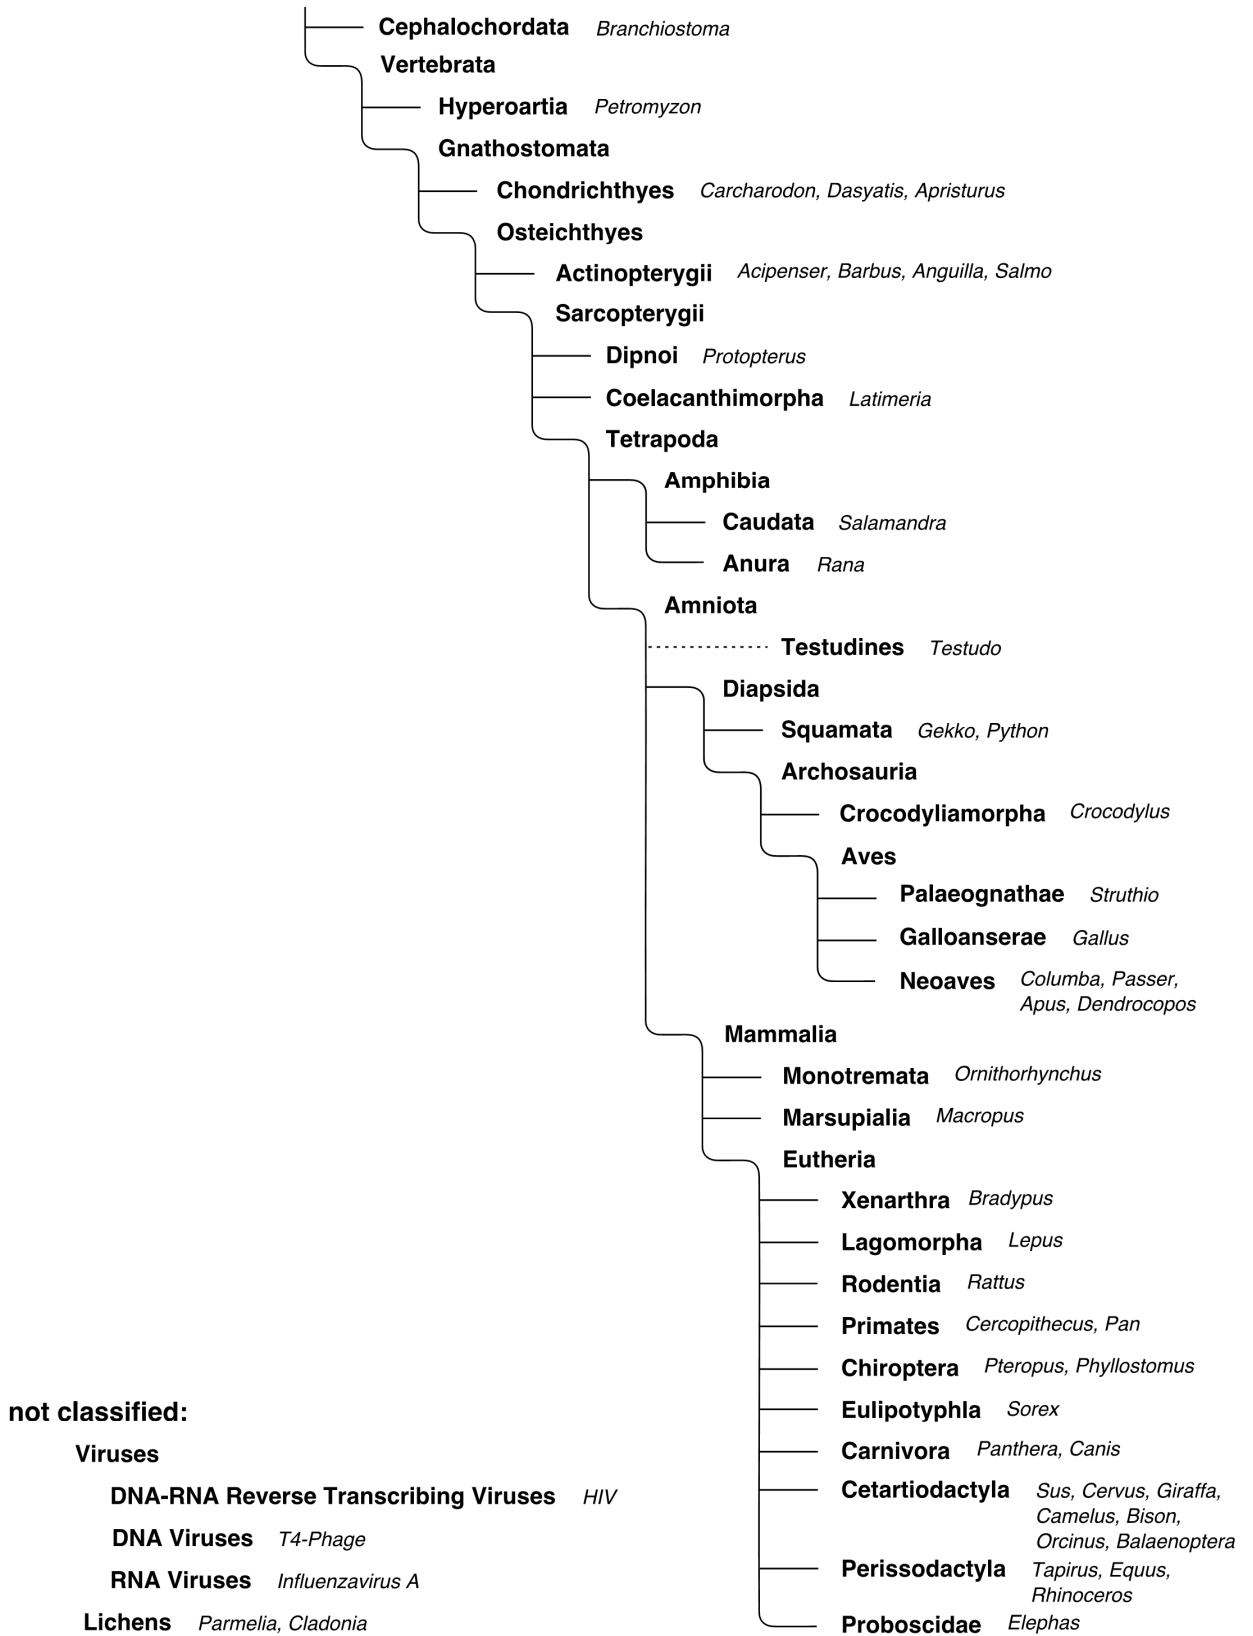 Cephalochordata Branchiostoma
Vertebrata
Hyperoartia Petromyzon
Gnathostomata
Chondrichthyes Carcharodon, Dasyatis, Apristurus
Osteichthyes
Actinopterygii Acipenser, Barbus, Anguilla, Salmo
Sarcopterygii
Dipnoi Protopterus
Coelacanthimorpha Latimeria
Tetrapoda
Amphibia
Caudata Salamandra
Anura Rana
Amniota
Testudines Testudo
Diapsida
Squamata Gekko, Python
Archosauria
Crocodyliamorpha Crocodylus
Aves
Palaeognathae Struthio
Galloanserae Gallus
Neoaves Columba, Passer,
Apus, Dendrocopos
Mammalia
Monotremata Ornithorhynchus
Marsupialia Macropus
Eutheria
Xenarthra Bradypus
Lagomorpha Lepus
Rodentia Rattus
Primates Cercopithecus, Pan
Chiroptera Pteropus, Phyllostomus
Eulipotyphla Sorex
Carnivora Panthera, Canis
Cetartiodactyla Sus, Cervus, Giraffa,
Camelus, Bison,
Orcinus, Balaenoptera
Perissodactyla Tapirus, Equus,
Rhinoceros
Proboscidae Elephas
not classified:
Viruses
DNA-RNA Reverse Transcribing Viruses HIV
DNA Viruses T4-Phage
RNA Viruses Influenzavirus A
Lichens Parmelia, Cladonia